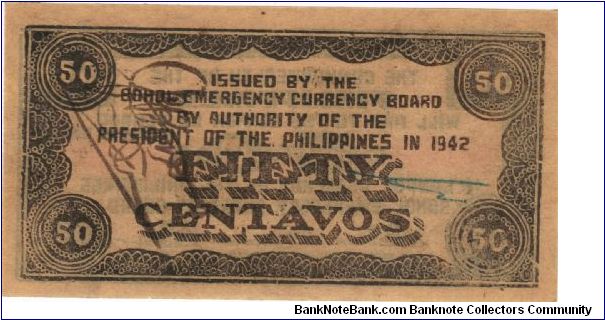 50
50
ISSUED BY THE
BOHOL EMERGENCY CURRENCY BOARD
BY AUTHORITY OF THE
PRESIDENT OF THE PHILIPPINES IN 1942
FIFTY
CENTAVOS
50
50
BankNoteBank.com Banknote Collectors Community